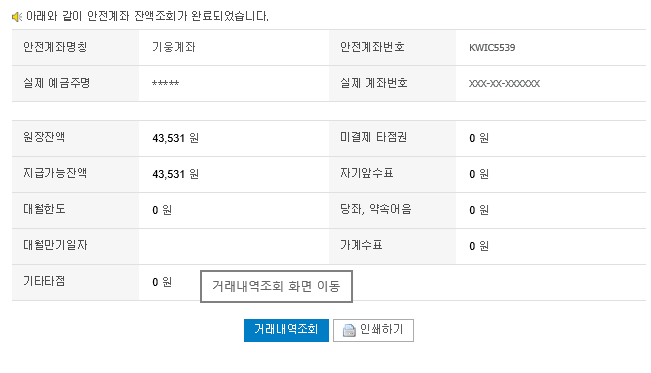 아래와 같이 안전계좌 잔액조회가 완료되었습니다.
안전계좌명칭 기웅계좌 안전계좌번호 KWIC5539
실제 예금주명 ***** 실제 계좌번호 XXX-XX-XXXXXX
원장잔액 43,531 원 미결제 타점권 0 원
지급가능잔액 43,531 원 자기앞수표 0 원
대월한도 0 원 당좌, 약속어음 0 원
대월만기일자 가계수표 0 원
기타타점 0 원
거래내역조회 화면 이동
거래내역조회 인쇄하기